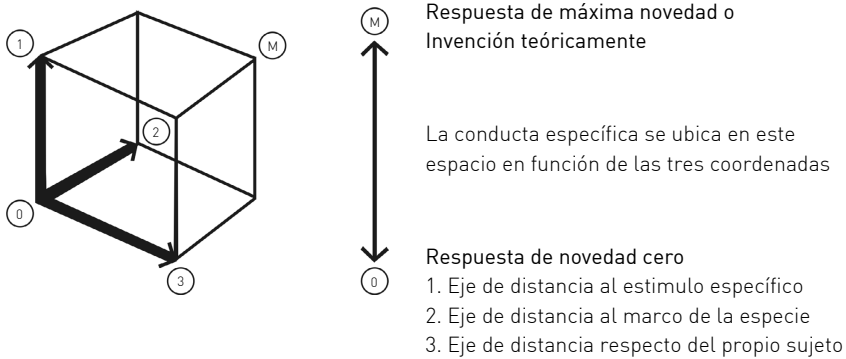 1
M
2
0
3
M
0
Respuesta de máxima novedad o
Invención teóricamente
La conducta específica se ubica en este
espacio en función de las tres coordenadas
Respuesta de novedad cero
1. Eje de distancia al estimulo específico
2. Eje de distancia al marco de la especie
3. Eje de distancia respecto del propio sujeto